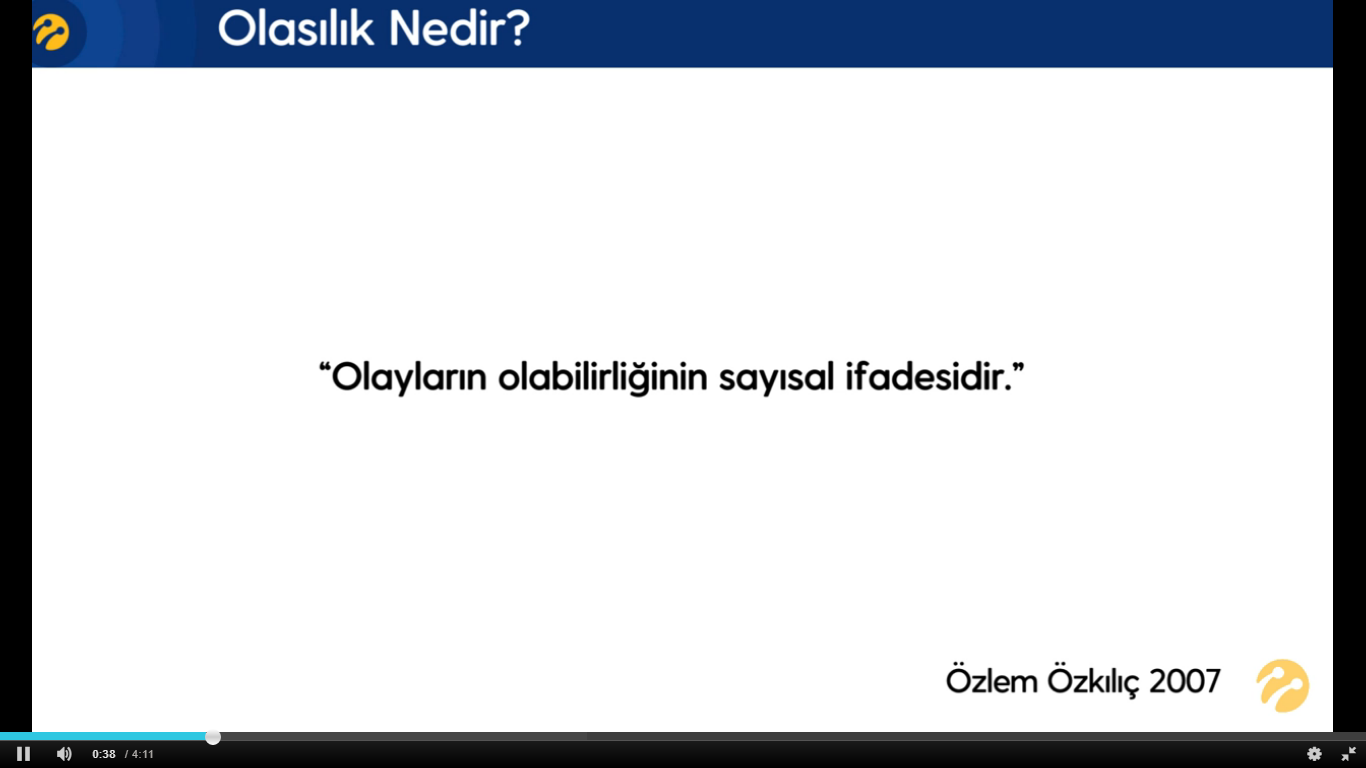 Olasılık Nedir?
“Olayların olabilirliğinin sayısal ifadesidir.”
Özlem Özkılıç 2007
0:38 / 4:11